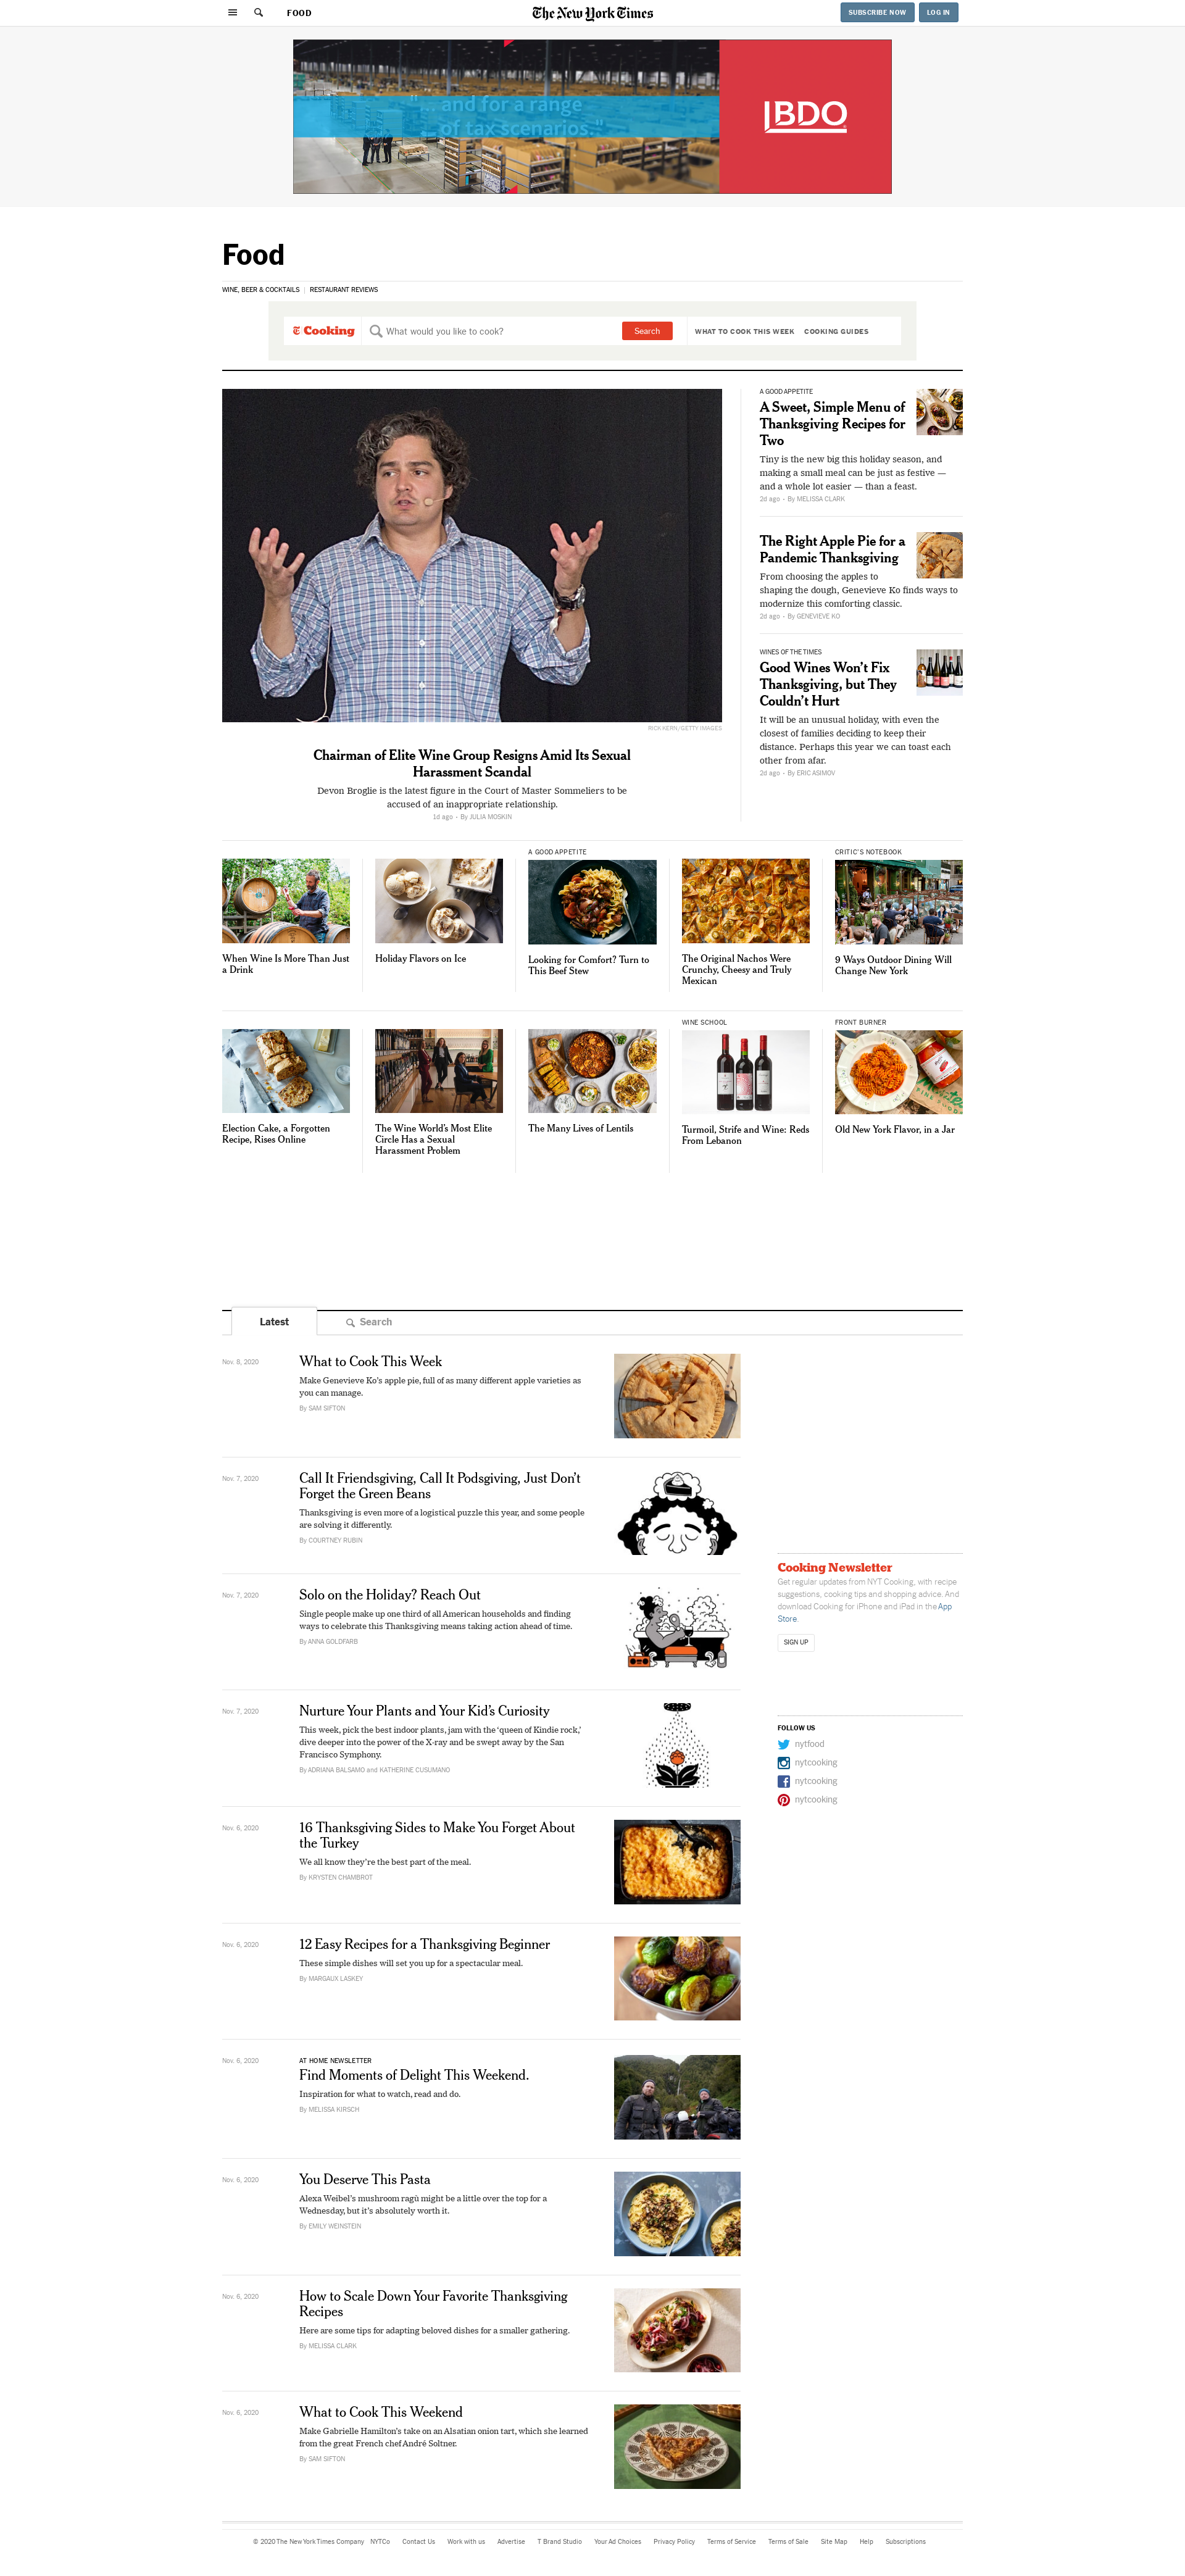 FOOD
The New York Times
SUBSCRIBE NOW
LOG IN
"... and for a range
of tax scenarios."
BDO
Food
WINE, BEER & COCKTAILS | RESTAURANT REVIEWS
Cooking
What would you like to cook?
Search
WHAT TO COOK THIS WEEK
COOKING GUIDES
RICK KERN/GETTY IMAGES
Chairman of Elite Wine Group Resigns Amid Its Sexual
Harassment Scandal
Devon Broglie is the latest figure in the Court of Master Sommeliers to be
accused of an inappropriate relationship.
1d ago • By JULIA MOSKIN
A GOOD APPETITE
A Sweet, Simple Menu of
Thanksgiving Recipes for
Two
Tiny is the new big this holiday season, and
making a small meal can be just as festive —
and a whole lot easier — than a feast.
2d ago • By MELISSA CLARK
The Right Apple Pie for a
Pandemic Thanksgiving
From choosing the apples to
shaping the dough, Genevieve Ko finds ways to
modernize this comforting classic.
2d ago • By GENEVIEVE KO
WINES OF THE TIMES
Good Wines Won't Fix
Thanksgiving, but They
Couldn't Hurt
It will be an unusual holiday, with even the
closest of families deciding to keep their
distance. Perhaps this year we can toast each
other from afar.
2d ago • By ERIC ASIMOV
When Wine Is More Than Just
a Drink
Holiday Flavors on Ice
A GOOD APPETITE
Looking for Comfort? Turn to
This Beef Stew
The Original Nachos Were
Crunchy, Cheesy and Truly
Mexican
CRITIC'S NOTEBOOK
9 Ways Outdoor Dining Will
Change New York
Election Cake, a Forgotten
Recipe, Rises Online
The Wine World's Most Elite
Circle Has a Sexual
Harassment Problem
The Many Lives of Lentils
WINE SCHOOL
Turmoil, Strife and Wine: Reds
From Lebanon
FRONT BURNER
Old New York Flavor, in a Jar
Latest
Search
Nov. 8, 2020
What to Cook This Week
Make Genevieve Ko's apple pie, full of as many different apple varieties as
you can manage.
By SAM SIFTON
Nov. 7, 2020
Call It Friendsgiving, Call It Podsgiving, Just Don't
Forget the Green Beans
Thanksgiving is even more of a logistical puzzle this year, and some people
are solving it differently.
By COURTNEY RUBIN
Nov. 7, 2020
Solo on the Holiday? Reach Out
Single people make up one third of all American households and finding
ways to celebrate this Thanksgiving means taking action ahead of time.
By ANNA GOLDFARB
Nov. 7, 2020
Nurture Your Plants and Your Kid's Curiosity
This week, pick the best indoor plants, jam with the 'queen of Kindie rock,'
dive deeper into the power of the X-ray and be swept away by the San
Francisco Symphony.
By ADRIANA BALSAMO and KATHERINE CUSUMANO
Nov. 6, 2020
16 Thanksgiving Sides to Make You Forget About
the Turkey
We all know they're the best part of the meal.
By KRYSTEN CHAMBROT
Nov. 6, 2020
12 Easy Recipes for a Thanksgiving Beginner
These simple dishes will set you up for a spectacular meal.
By MARGAUX LASKEY
Nov. 6, 2020
AT HOME NEWSLETTER
Find Moments of Delight This Weekend.
Inspiration for what to watch, read and do.
By MELISSA KIRSCH
Nov. 6, 2020
You Deserve This Pasta
Alexa Weibel's mushroom ragù might be a little over the top for a
Wednesday, but it's absolutely worth it.
By EMILY WEINSTEIN
Nov. 6, 2020
How to Scale Down Your Favorite Thanksgiving
Recipes
Here are some tips for adapting beloved dishes for a smaller gathering.
By MELISSA CLARK
Nov. 6, 2020
What to Cook This Weekend
Make Gabrielle Hamilton's take on an Alsatian onion tart, which she learned
from the great French chef André Soltner.
By SAM SIFTON
Cooking Newsletter
Get regular updates from NYT Cooking, with recipe
suggestions, cooking tips and shopping advice. And
download Cooking for iPhone and iPad in the App
Store.
SIGN UP
FOLLOW US
nytfood
nytcooking
nytcooking
nytcooking
© 2020 The New York Times Company NYTCo Contact Us Work with us Advertise T Brand Studio Your Ad Choices Privacy Policy Terms of Service Terms of Sale Site Map Help Subscriptions